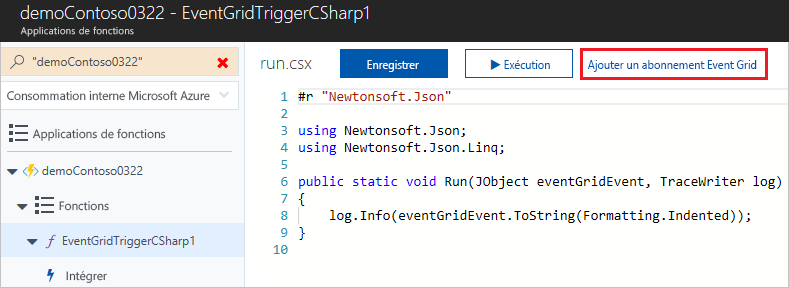 demoContoso0322 - EventGridTriggerCSharp1
Applications de fonctions
"demoContoso0322"
Consommation interne Microsoft Azure
Applications de fonctions
demoContoso0322
Fonctions
EventGridTriggerCSharp1
Intégrer
run.csx Enregistrer Exécution Ajouter un abonnement Event Grid
1 #r "Newtonsoft.Json"
2
3 using Newtonsoft.Json;
4 using Newtonsoft.Json.Linq;
5
6 public static void Run(JObject eventGridEvent, TraceWriter log)
7 {
8     log.Info(eventGridEvent.ToString(Formatting.Indented));
9 }
10